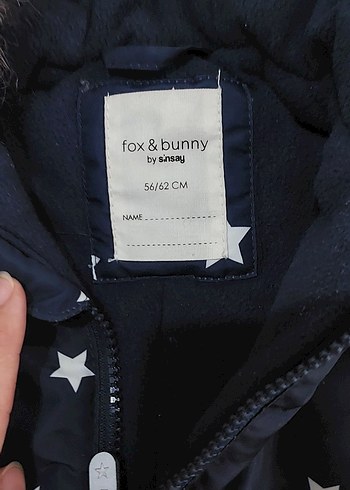 fox & bunny
by sinsay
56/62 CM
NAME